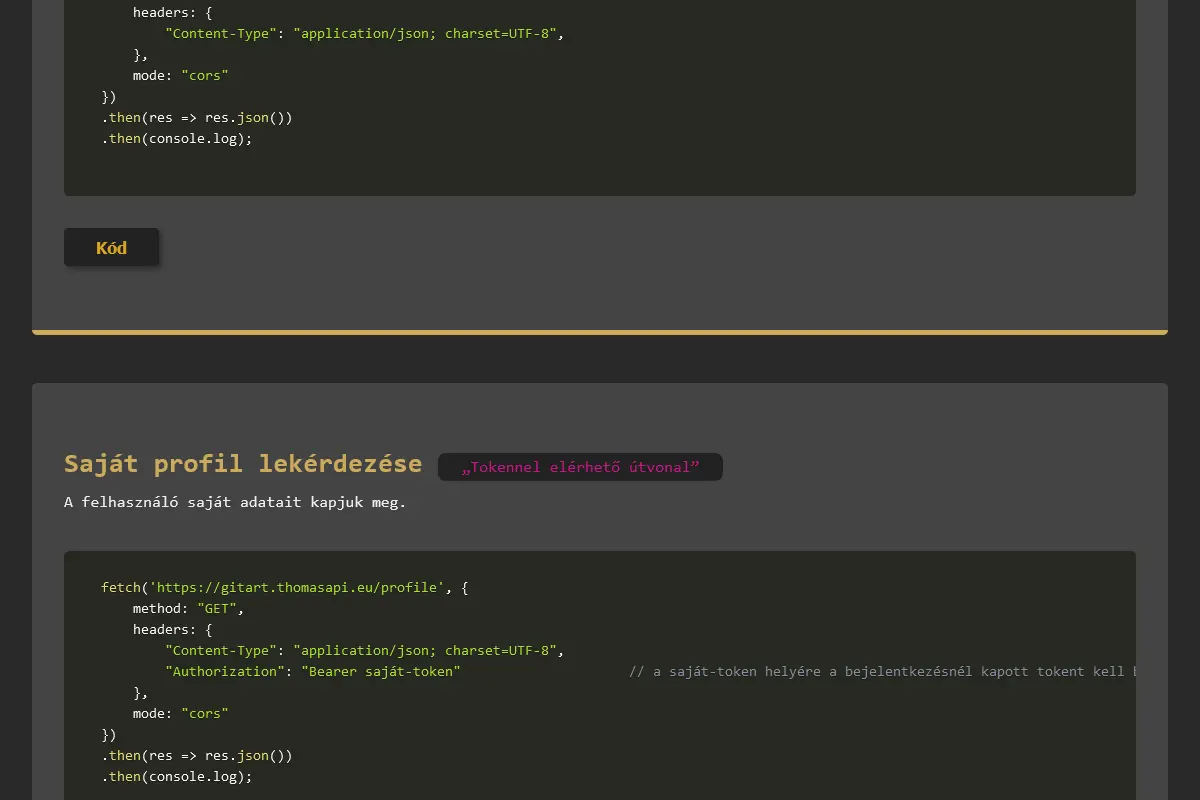 headers: {
"Content-Type": "application/json; charset=UTF-8",
},
mode: "cors"
})
.then(res => res.json())
.then(console.log);
Kód
Saját profil lekérdezése „Tokennel elérhető útvonal”
A felhasználó saját adatait kapjuk meg.
fetch('https://gitart.thomasapi.eu/profile', {
method: "GET",
headers: {
"Content-Type": "application/json; charset=UTF-8",
"Authorization": "Bearer saját-token" // a saját-token helyére a bejelentkezésnél kapott tokent kell
},
mode: "cors"
})
.then(res => res.json())
.then(console.log);